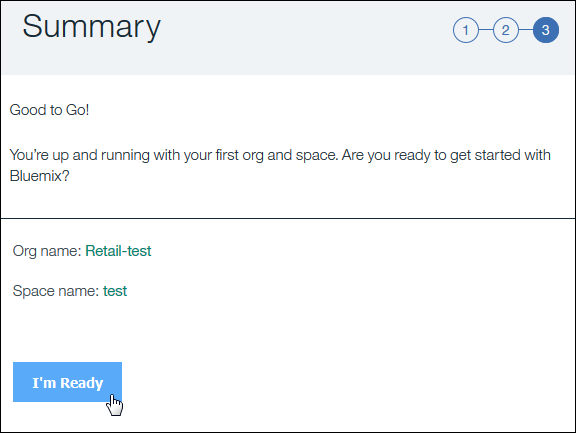 Summary
1 2 3
Good to Go!
You're up and running with your first org and space. Are you ready to get started with
Bluemix?
Org name: Retail-test
Space name: test
I'm Ready